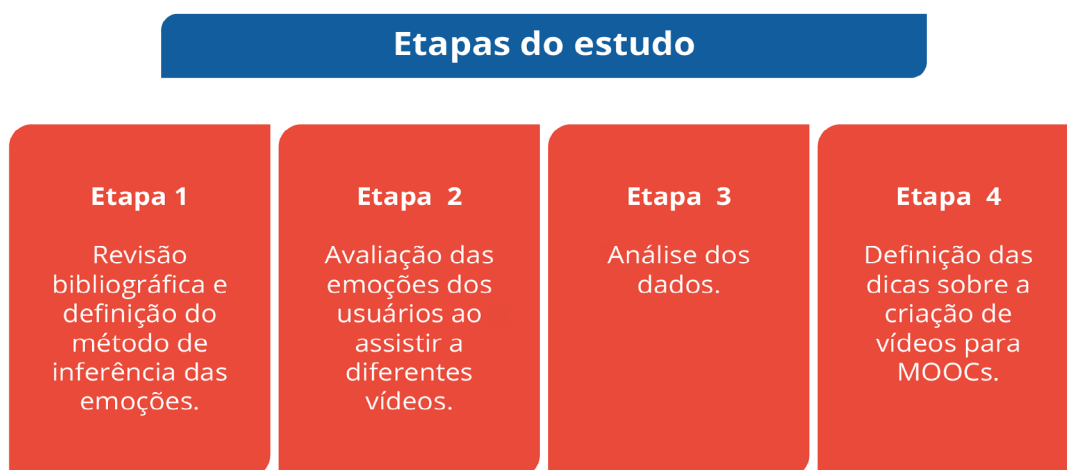 Etapas do estudo
Etapa 1
Revisão
bibliográfica e
definição do
método de
inferência das
emoções.
Etapa 2
Avaliação das
emoções dos
usuários ao
assistir a
diferentes
vídeos.
Etapa 3
Análise dos
dados.
Etapa 4
Definição das
dicas sobre a
criação de
vídeos para
MOOCs.